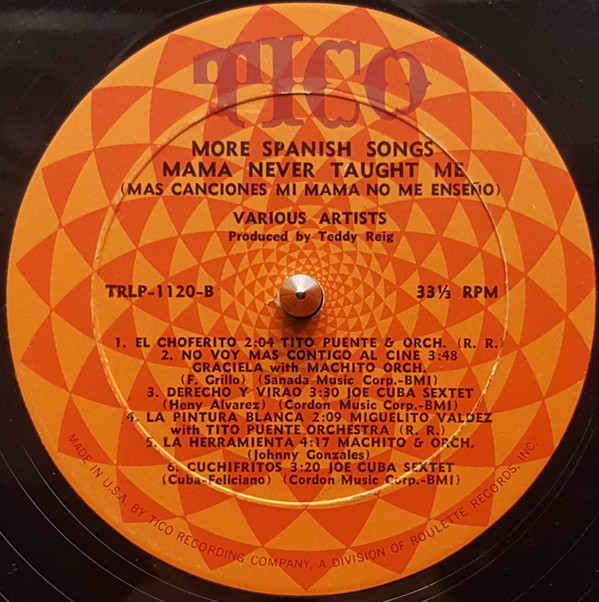 TICO
MORE SPANISH SONGS
MAMA NEVER TAUGHT ME
(MAS CANCIONES MI MAMA NO ME ENSEÑO)
VARIOUS ARTISTS
Produced by Teddy Reig
TRLP-1120-B
33⅓ RPM
1. EL CHOFERITO 2:04 TITO PUENTE & ORCH. (R. R.)
2. NO VOY MAS CONTIGO AL CINE 3:48
GRACIELA with MACHITO ORCH.
(F. Grillo) (Sanada Music Corp.-BMI)
3. DERECHO Y VIRAO 3:30 JOE CUBA SEXTET
(Heny Alvarez) (Cordon Music Corp.-BMI)
4. LA PINTURA BLANCA 2:09 MIGUELITO VALDEZ
with TITO PUENTE ORCHESTRA (R. R.)
5. LA HERRAMIENTA 4:17 MACHITO & ORCH.
(Johnny Gonzales)
6. CUCHIFRITOS 3:20 JOE CUBA SEXTET
(Cuba-Feliciano) (Cordon Music Corp.-BMI)
MADE IN U.S.A. BY TICO RECORDING COMPANY, A DIVISION OF ROULETTE RECORDS, INC.